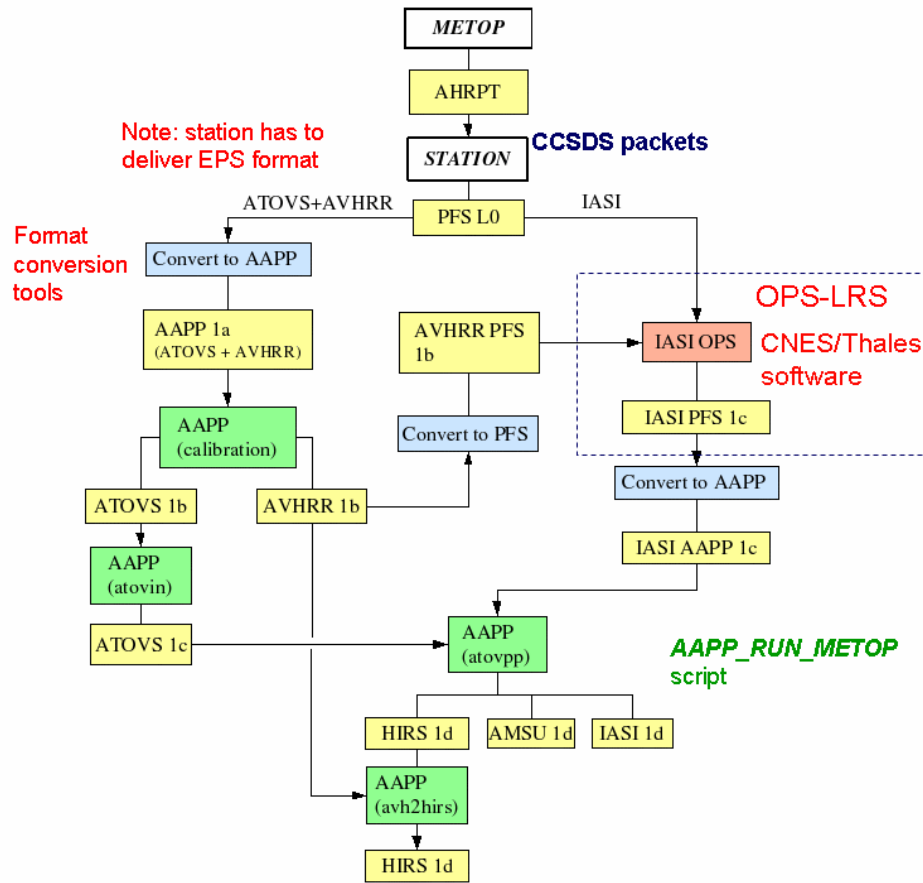 METOP
AHRPT
Note: station has to
deliver EPS format
CCSDS packets
STATION
ATOVS+AVHRR
IASI
PFS L0
Format
conversion
tools
Convert to AAPP
OPS-LRS
AAPP 1a
(ATOVS + AVHRR)
AVHRR PFS
1b
IASI OPS
CNES/Thales
software
IASI PFS 1c
AAPP
(calibration)
Convert to PFS
Convert to AAPP
ATOVS 1b
AVHRR 1b
IASI AAPP 1c
AAPP
(atovin)
ATOVS 1c
AAPP
(atovpp)
AAPP_RUN_METOP
script
HIRS 1d
AMSU 1d
IASI 1d
AAPP
(avh2hirs)
HIRS 1d